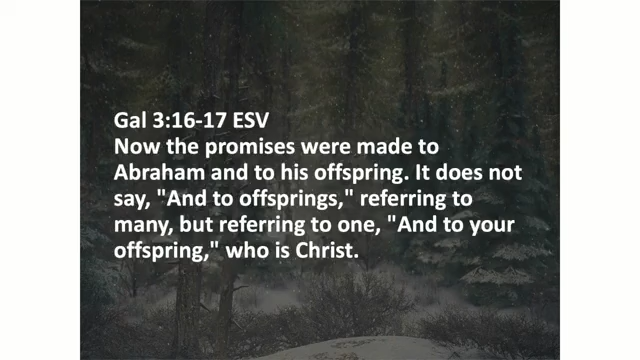 Gal 3:16-17 ESV
Now the promises were made to
Abraham and to his offspring. It does not
say, "And to offsprings," referring to
many, but referring to one, "And to your
offspring," who is Christ.